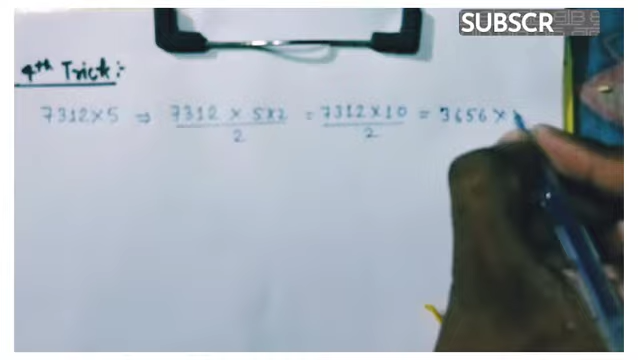 SUBSCR
4th Trick :-
7312×5 ⇒ 7312 × 5×2 / 2 = 7312×10 / 2 = 3656 ×